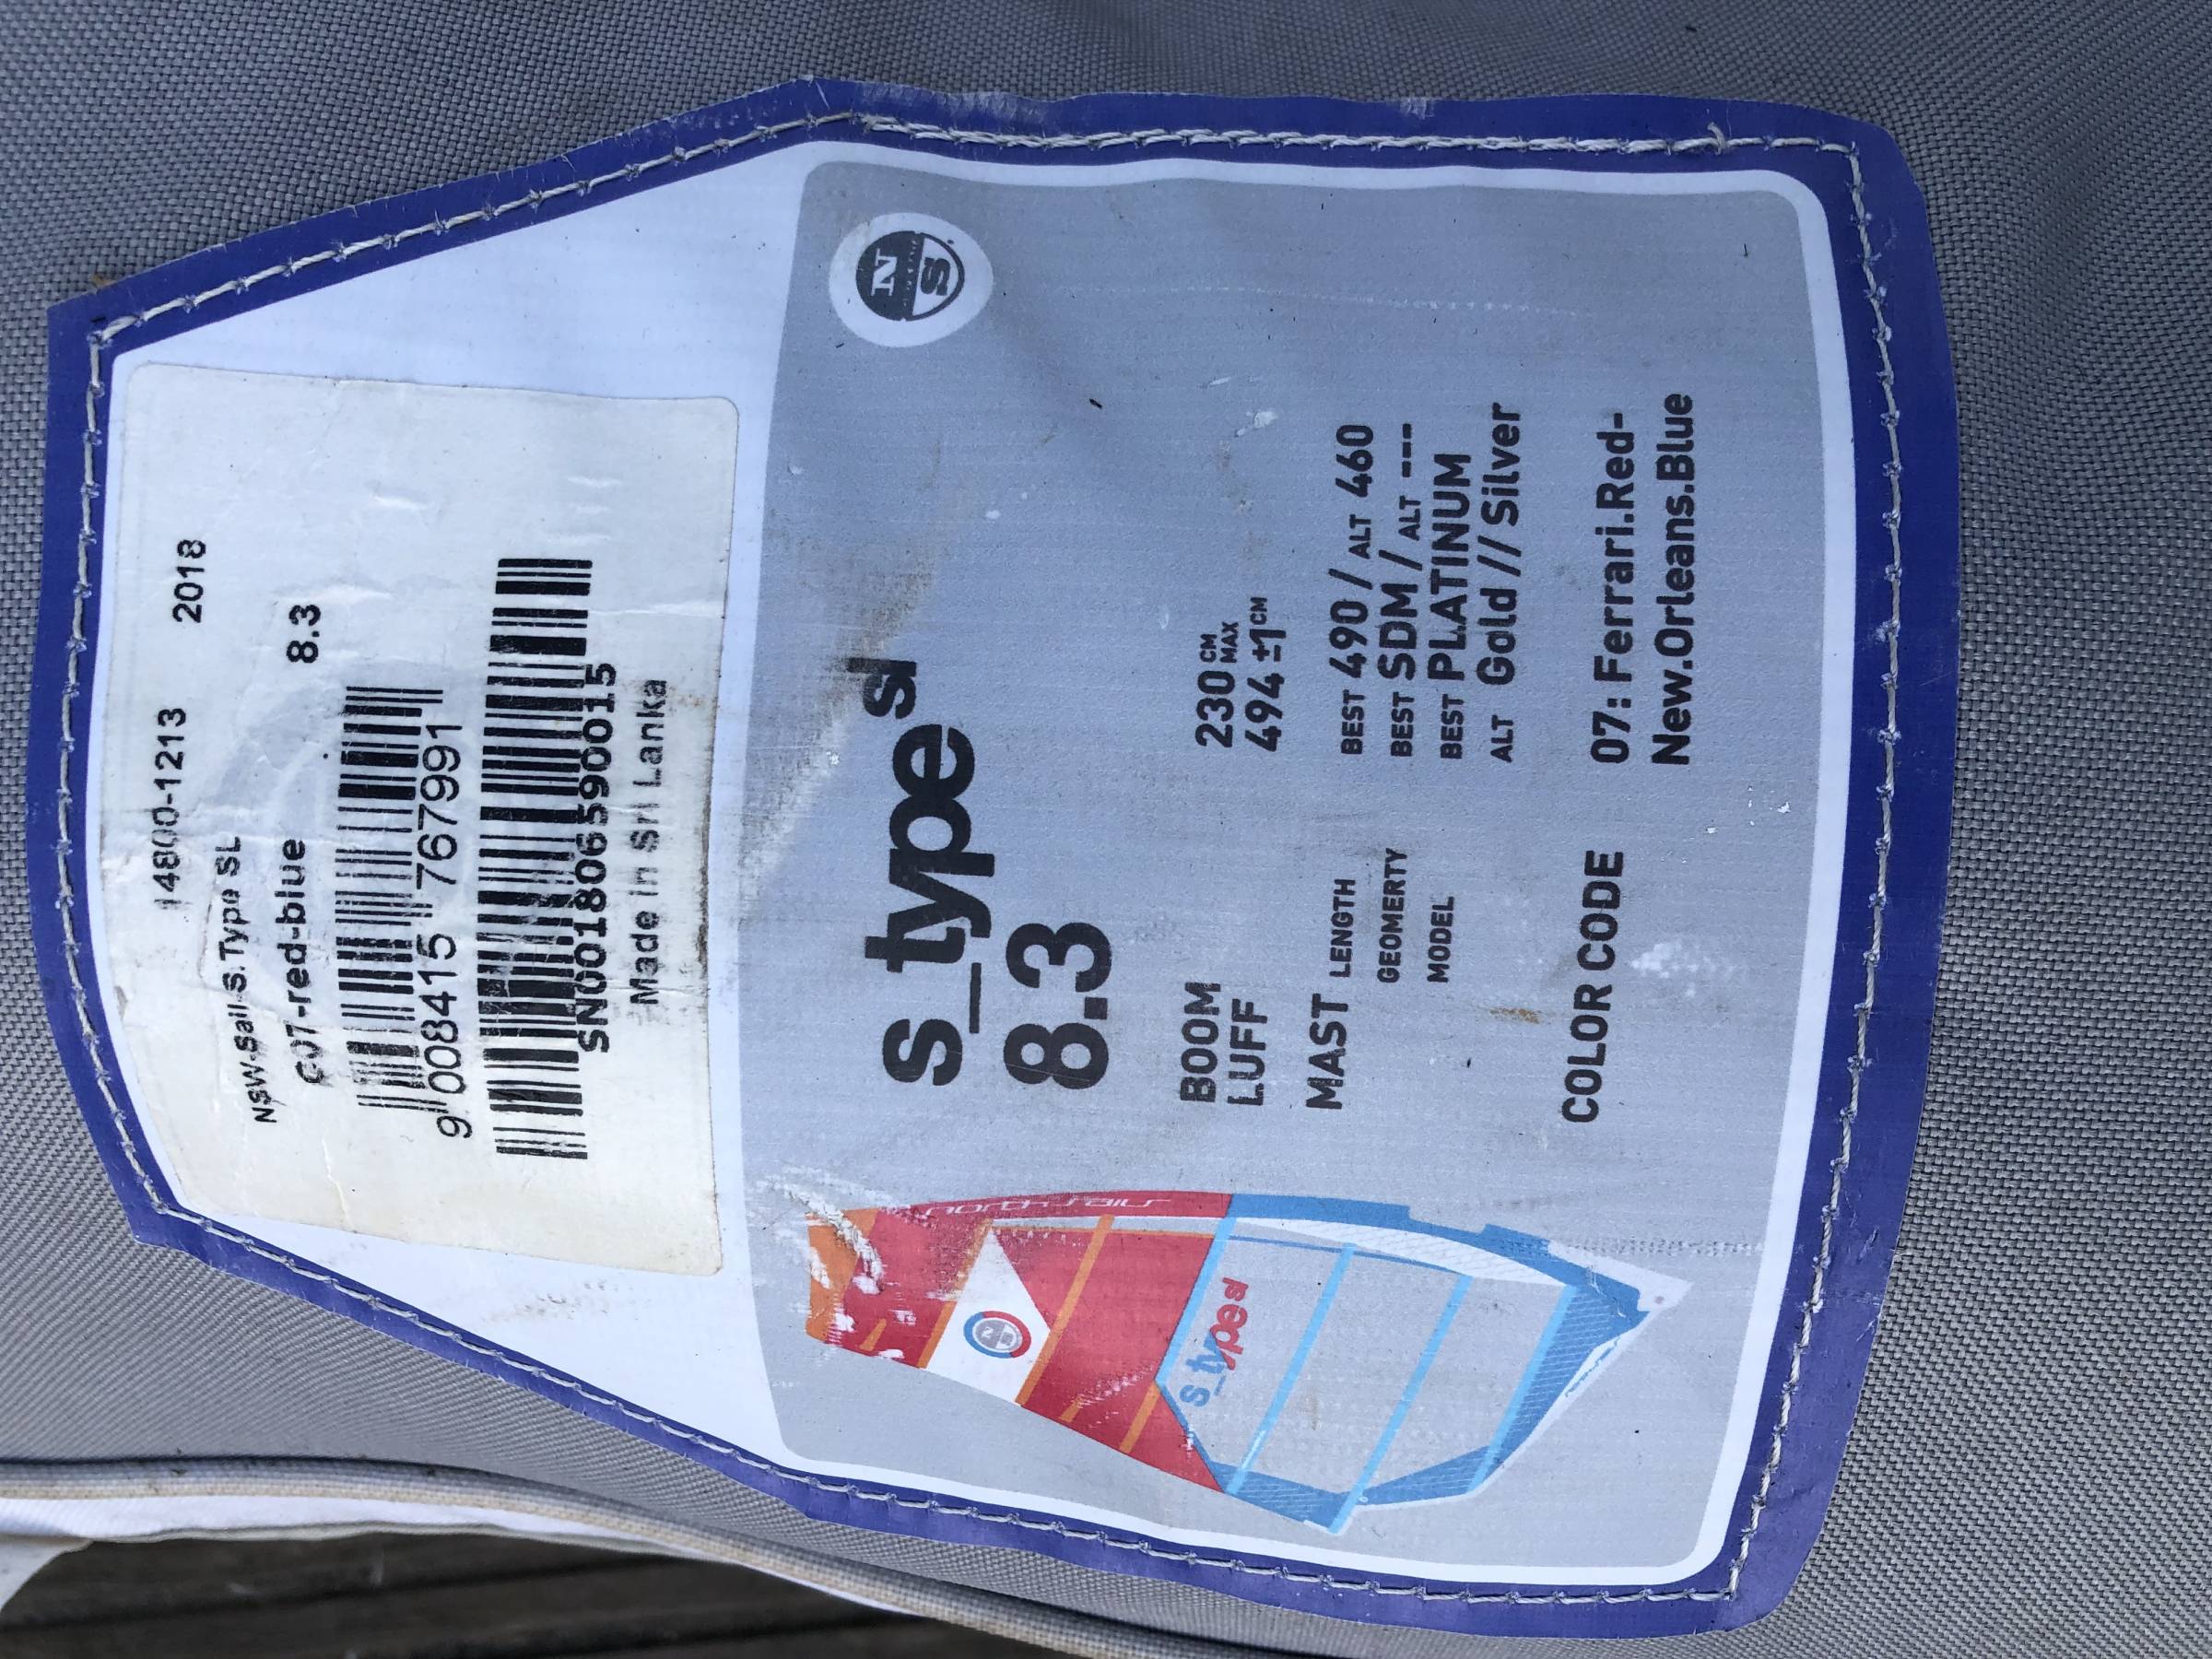 14800-1213 2018
NSW-Sail S.Type SL
C07-red-blue 8.3
9 008415 767991
SN001806590015
Made in Sri Lanka
N
S
s_type sl
8.3
BOOM 230 CM MAX
LUFF 494 ±1 CM
MAST LENGTH BEST 490 / ALT 460
GEOMERTY BEST SDM / ALT ---
MODEL BEST PLATINUM
ALT Gold // Silver
COLOR CODE 07: Ferrari.Red-
New.Orleans.Blue
north sails
N
S
s_type sl